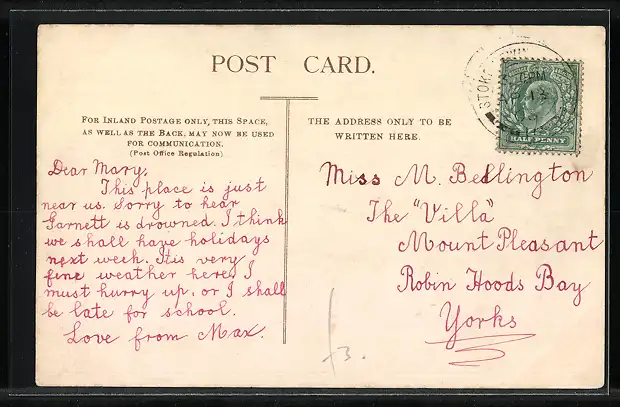 POST CARD.
FOR INLAND POSTAGE ONLY, THIS SPACE,
AS WELL AS THE BACK, MAY NOW BE USED
FOR COMMUNICATION.
(Post Office Regulation)
Dear Mary,
This place is just
near us. Sorry to hear
Garnett is drowned. I think
we shall have holidays
next week. It is very
fine weather here. I
must hurry up, or I shall
be late for school.
Love from Max.
THE ADDRESS ONLY TO BE
WRITTEN HERE.
STOK
HALF PENNY
Miss M. Bedlington
The "Villa"
Mount Pleasant
Robin Hoods Bay
Yorks
/3.